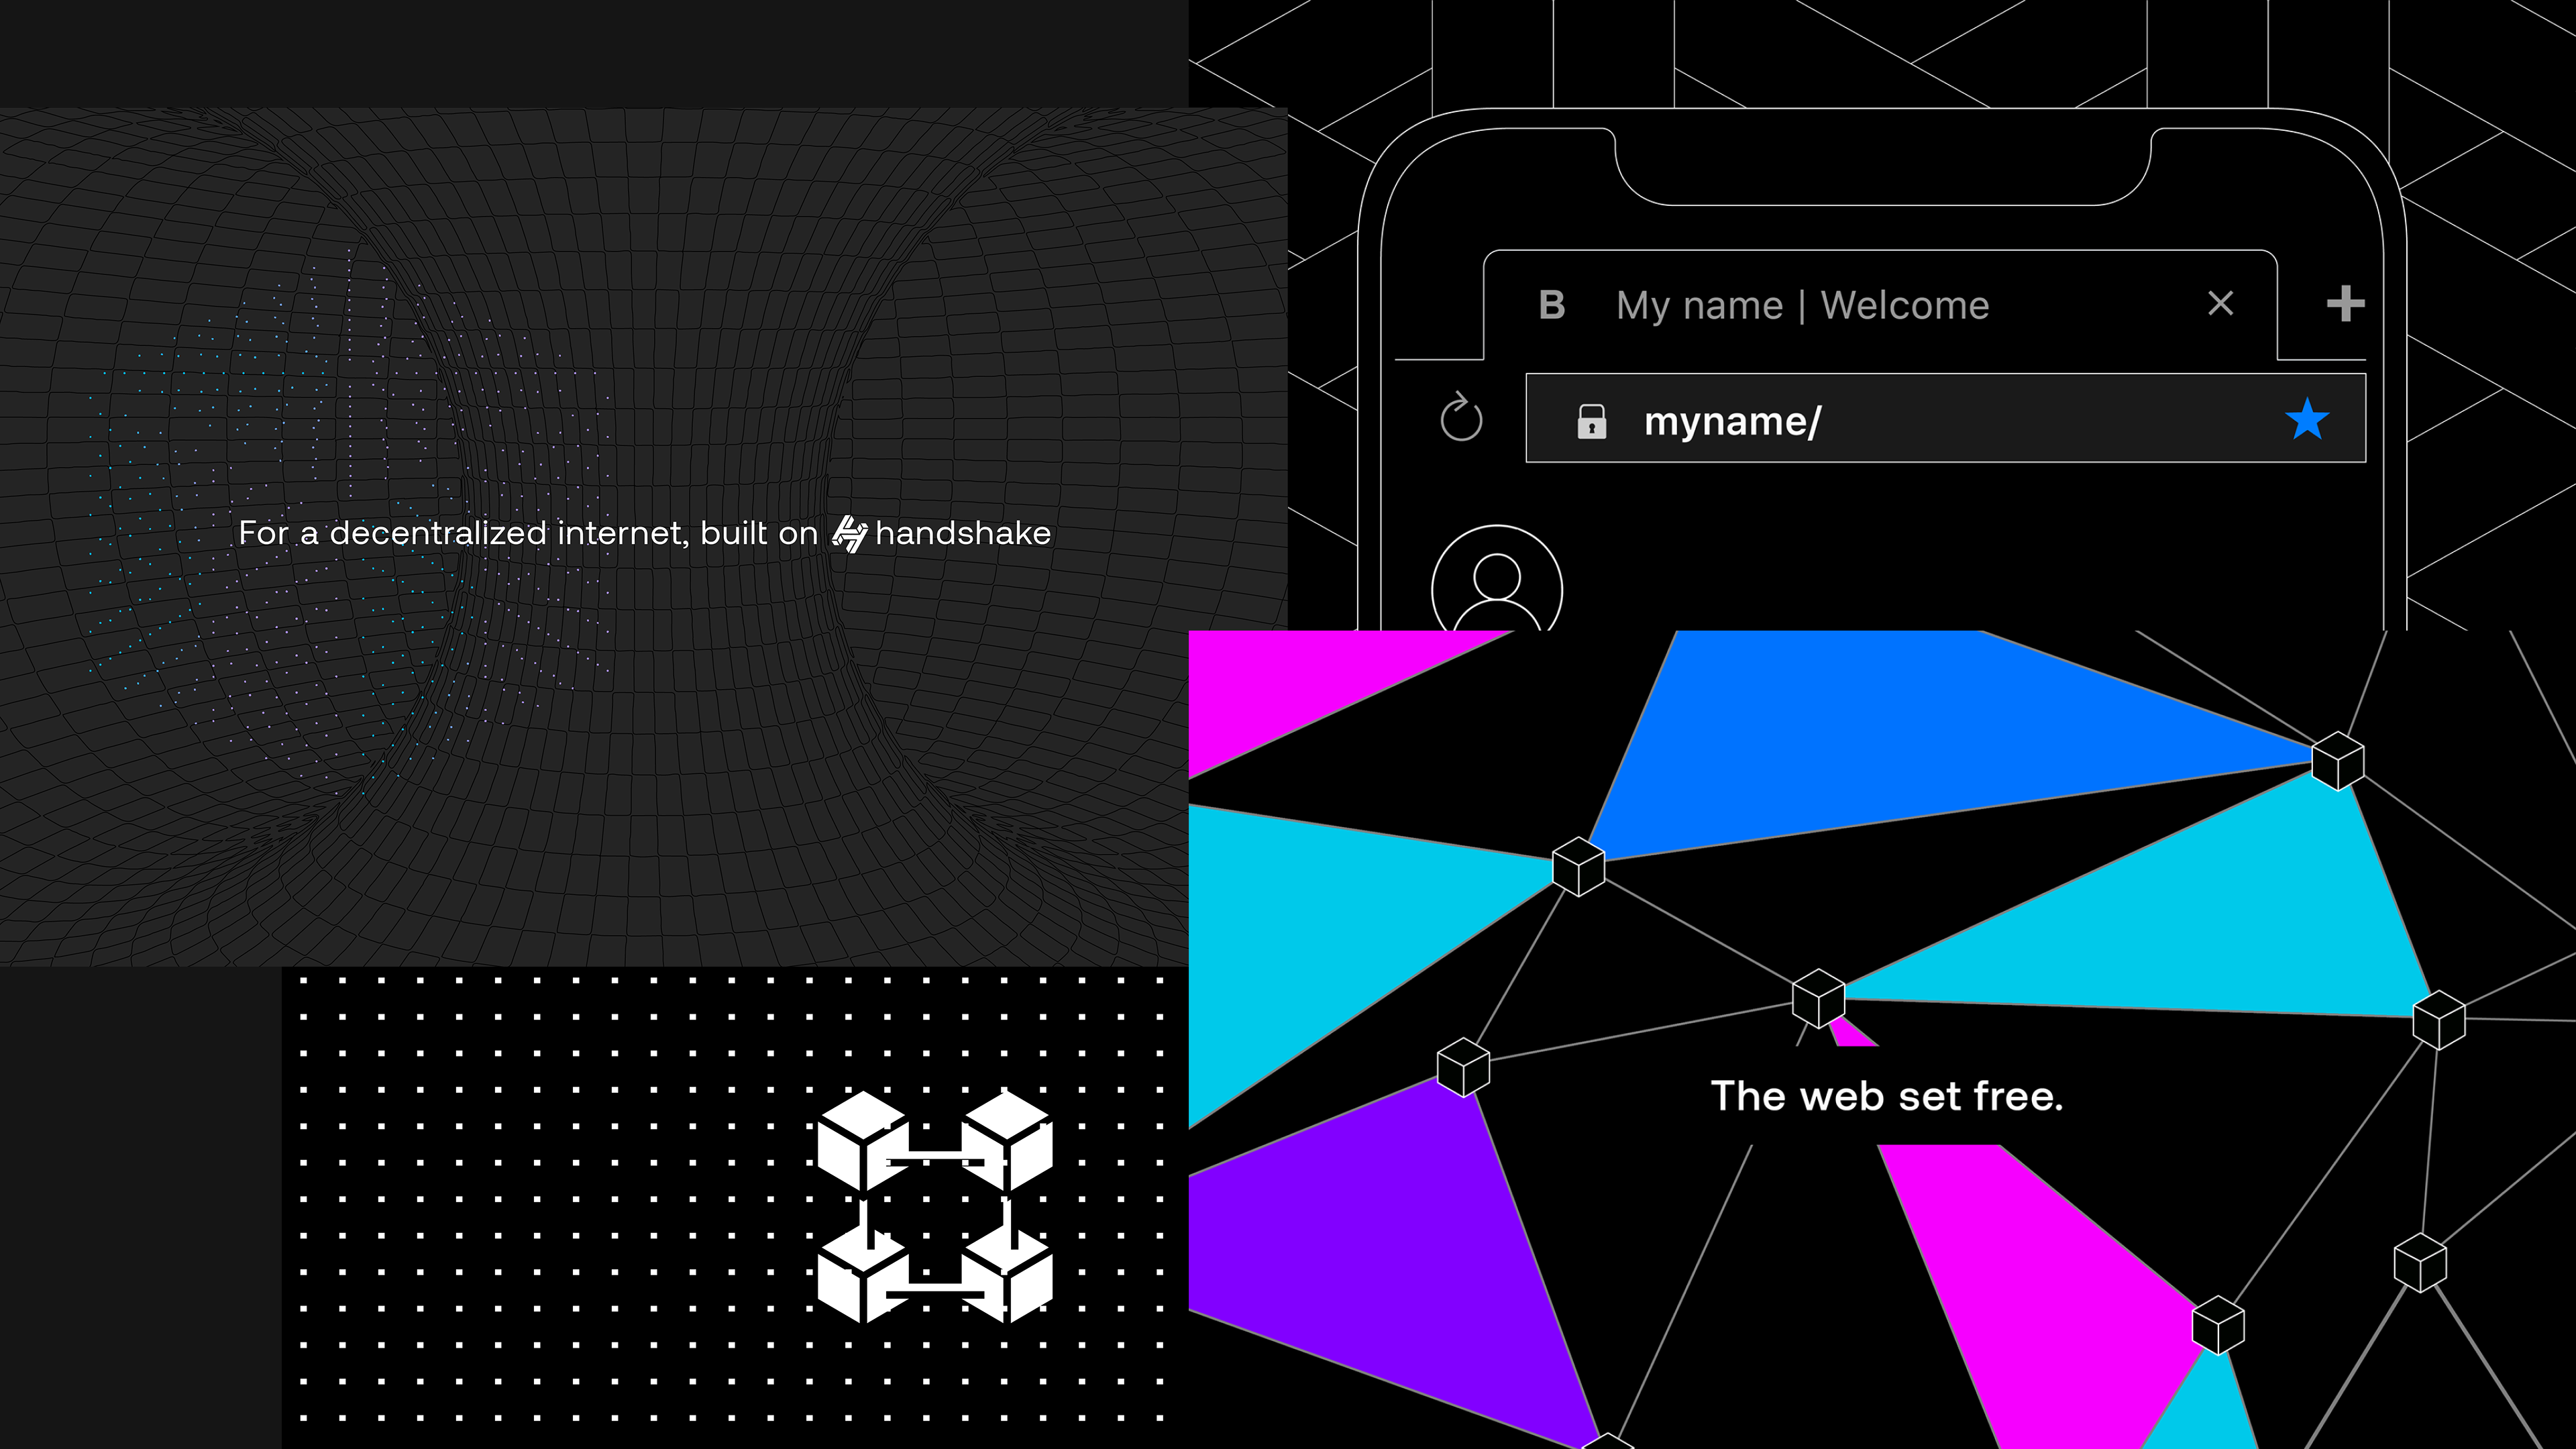 For a decentralized internet, built on handshake
B My name | Welcome
myname/
The web set free.